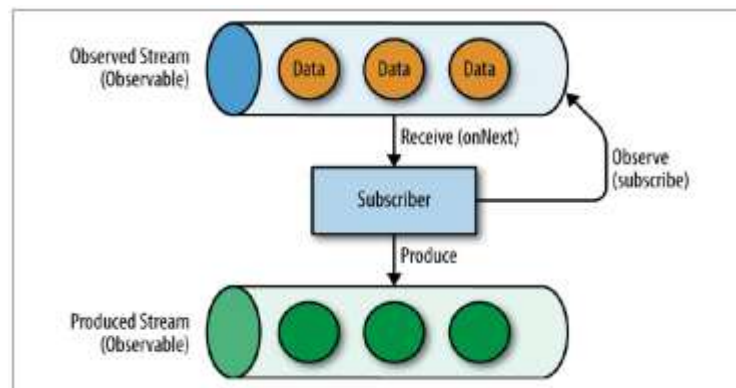 Observed Stream
(Observable)
Data
Data
Data
Receive (onNext)
Observe
(subscribe)
Subscriber
Produce
Produced Stream
(Observable)